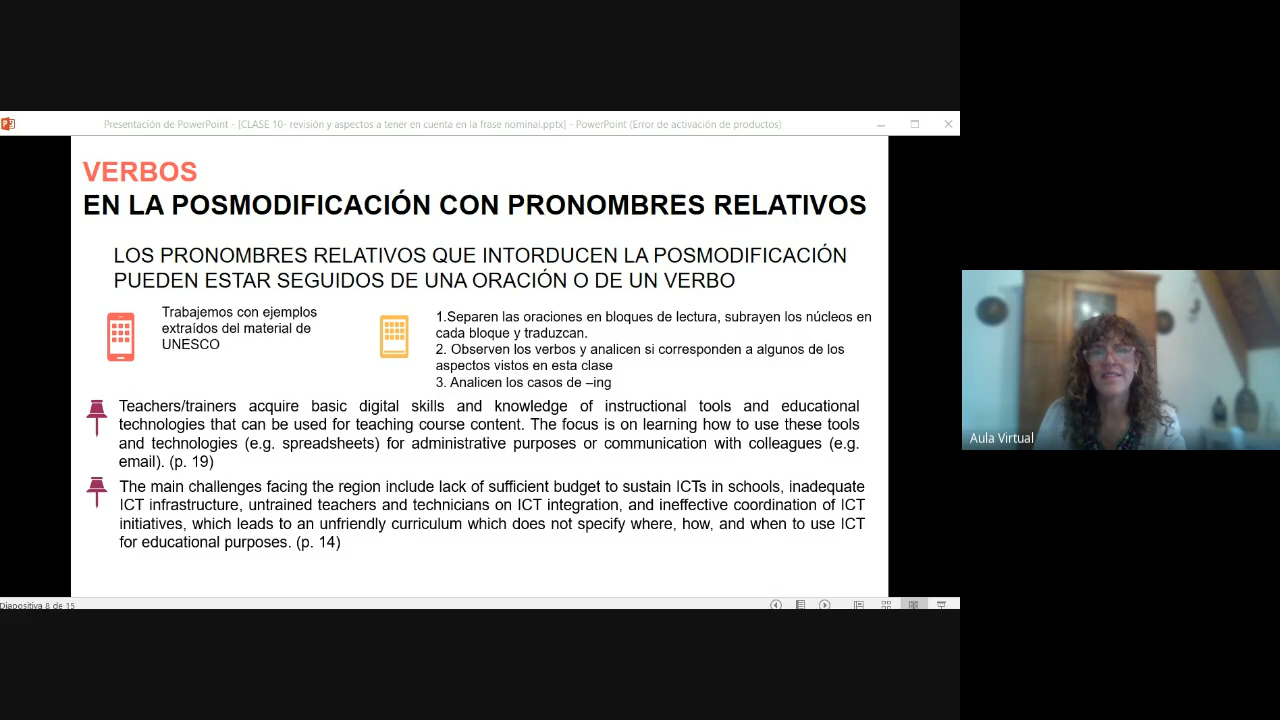 Presentación de PowerPoint - [CLASE 10- revisión y aspectos a tener en cuenta en la frase nominal.pptx] - PowerPoint (Error de activación de productos)
VERBOS
EN LA POSMODIFICACIÓN CON PRONOMBRES RELATIVOS
LOS PRONOMBRES RELATIVOS QUE INTORDUCEN LA POSMODIFICACIÓN
PUEDEN ESTAR SEGUIDOS DE UNA ORACIÓN O DE UN VERBO
Trabajemos con ejemplos
extraídos del material de
UNESCO
1.Separen las oraciones en bloques de lectura, subrayen los núcleos en
cada bloque y traduzcan.
2. Observen los verbos y analicen si corresponden a algunos de los
aspectos vistos en esta clase
3. Analicen los casos de –ing
Teachers/trainers acquire basic digital skills and knowledge of instructional tools and educational
technologies that can be used for teaching course content. The focus is on learning how to use these tools
and technologies (e.g. spreadsheets) for administrative purposes or communication with colleagues (e.g.
email). (p. 19)
The main challenges facing the region include lack of sufficient budget to sustain ICTs in schools, inadequate
ICT infrastructure, untrained teachers and technicians on ICT integration, and ineffective coordination of ICT
initiatives, which leads to an unfriendly curriculum which does not specify where, how, and when to use ICT
for educational purposes. (p. 14)
Diapositiva 8 de 15
Aula Virtual